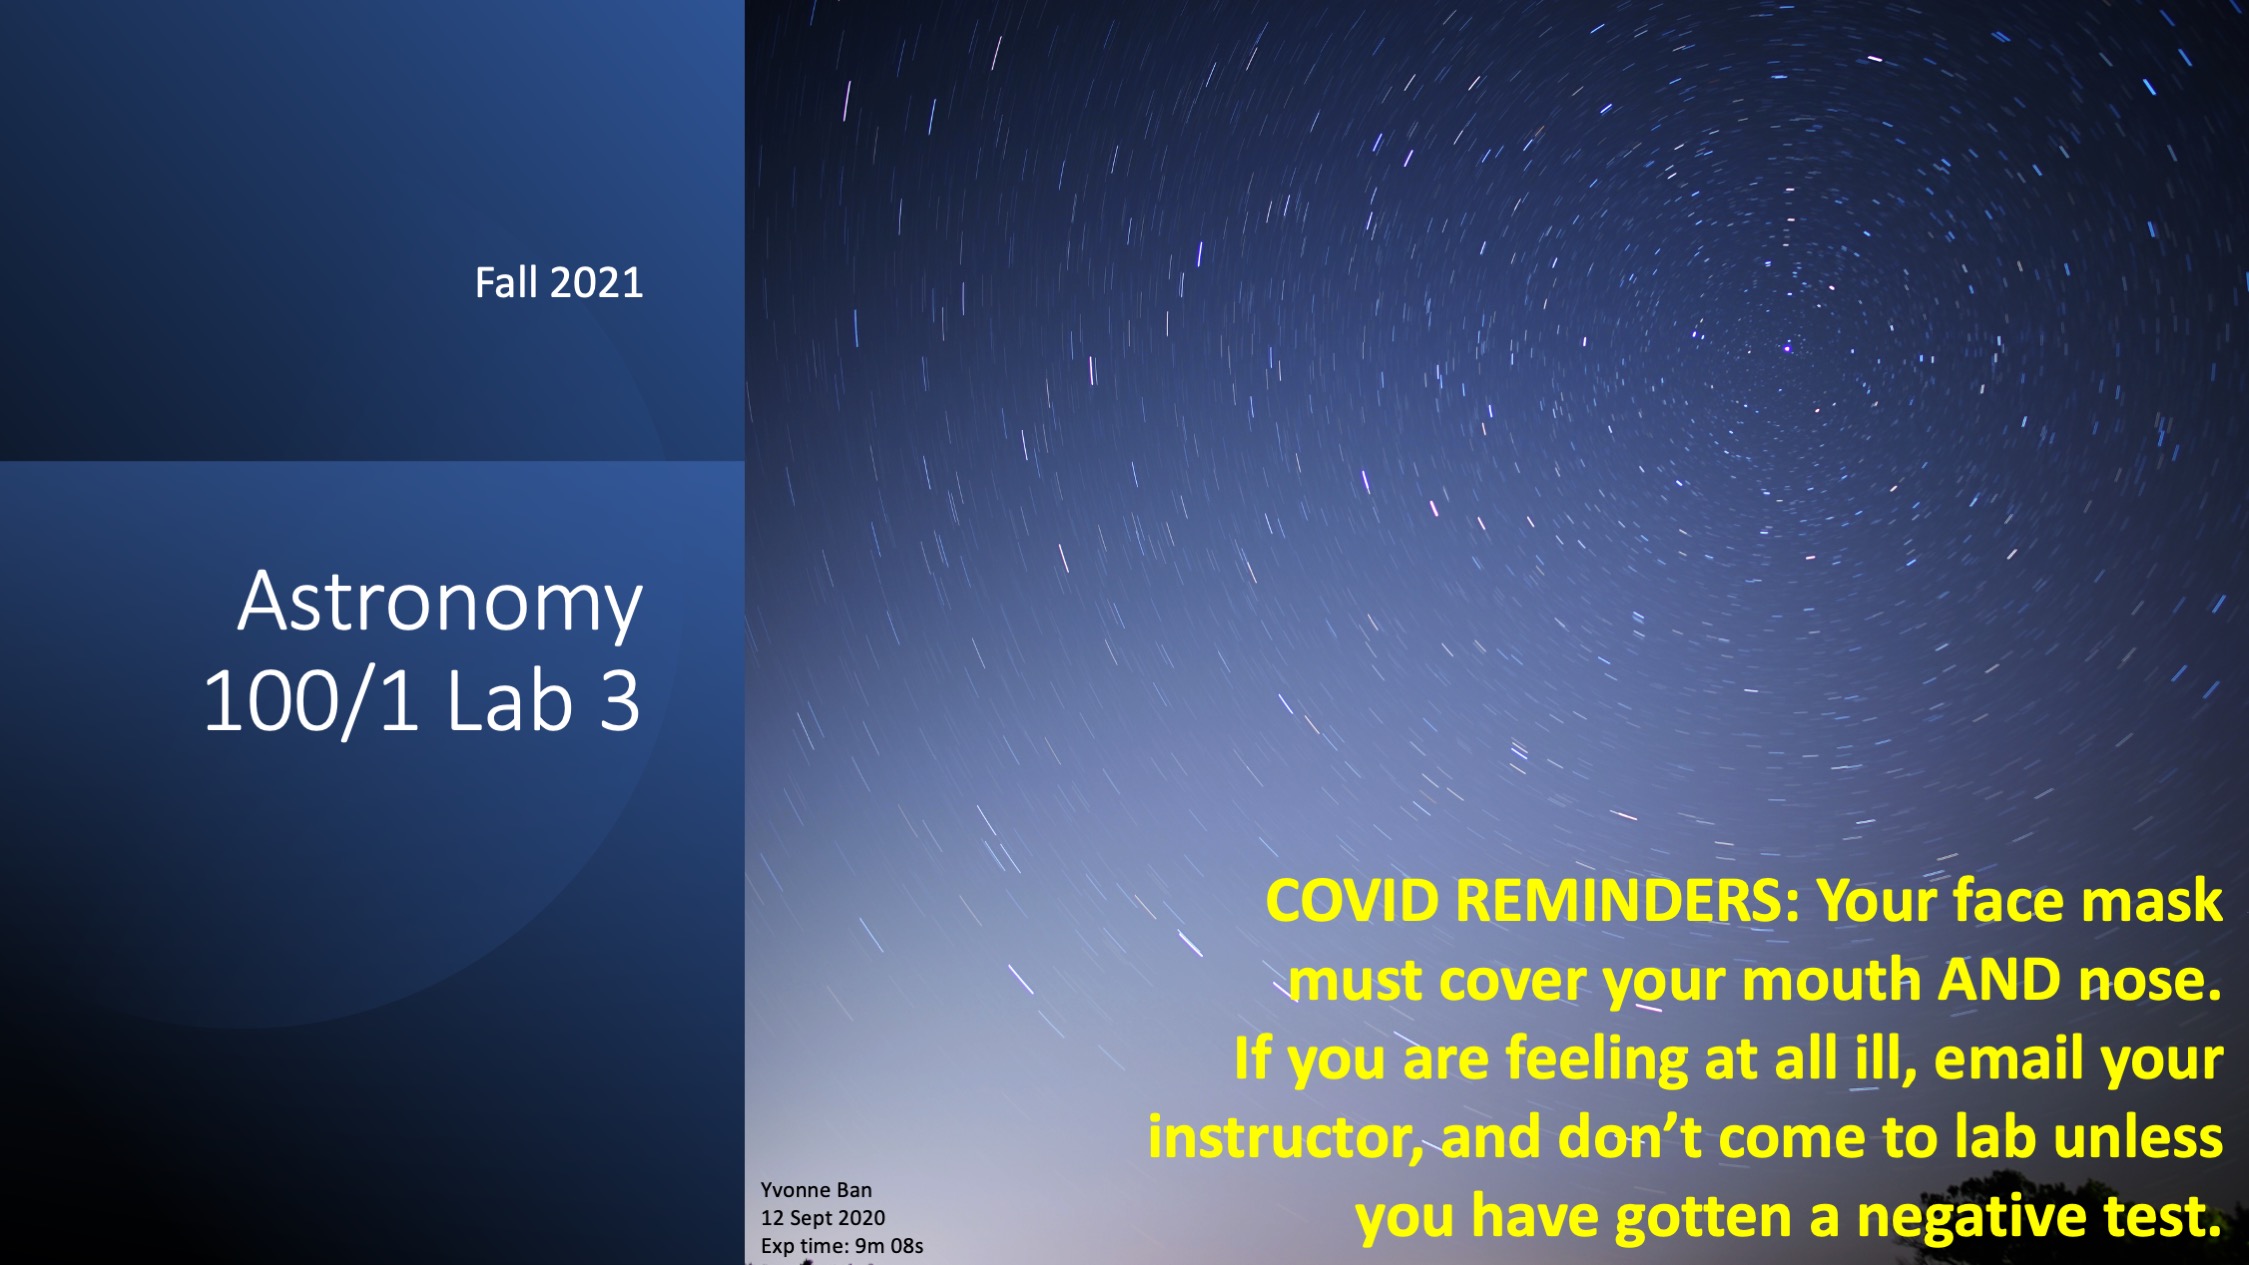 Fall 2021
Astronomy
100/1 Lab 3
COVID REMINDERS: Your face mask
must cover your mouth AND nose.
If you are feeling at all ill, email your
instructor, and don’t come to lab unless
you have gotten a negative test.
Yvonne Ban
12 Sept 2020
Exp time: 9m 08s